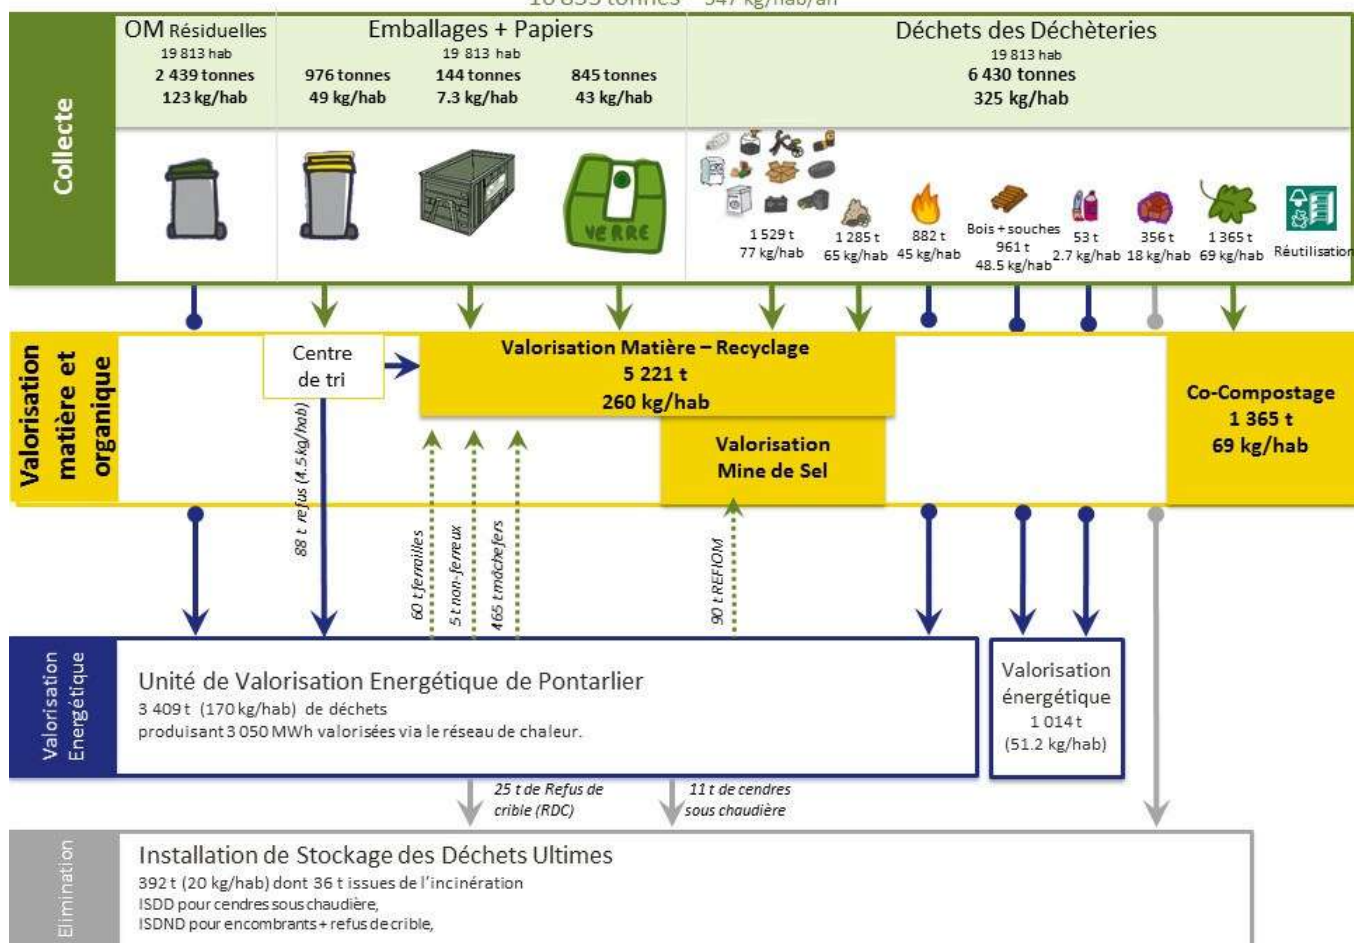 10 835 tonnes - 547 kg/hab/an
Collecte
OM Résiduelles
19 813 hab
2 439 tonnes
123 kg/hab
Emballages + Papiers
19 813 hab
976 tonnes
49 kg/hab
144 tonnes
7.3 kg/hab
845 tonnes
43 kg/hab
Déchets des Déchèteries
19 813 hab
6 430 tonnes
325 kg/hab
VERRE
1 529 t
77 kg/hab
1 285 t
65 kg/hab
882 t
45 kg/hab
Bois + souches
961 t
48.5 kg/hab
53 t
2.7 kg/hab
356 t
18 kg/hab
1 365 t
69 kg/hab
Réutilisation
Valorisation
matière et
organique
Centre
de tri
Valorisation Matière – Recyclage
5 221 t
260 kg/hab
Valorisation
Mine de Sel
Co-Compostage
1 365 t
69 kg/hab
88 t refus (4.5kg/hab)
60 t ferrailles
5 t non-ferreux
465 t mâchefers
90 t REFIOM
Valorisation
Energétique
Unité de Valorisation Energétique de Pontarlier
3 409 t (170 kg/hab) de déchets
produisant 3 050 MWh valorisées via le réseau de chaleur.
Valorisation
énergétique
1 014 t
(51.2 kg/hab)
25 t de Refus de
crible (RDC)
11 t de cendres
sous chaudière
Elimination
Installation de Stockage des Déchets Ultimes
392 t (20 kg/hab) dont 36 t issues de l'incinération
ISDD pour cendres sous chaudière,
ISDND pour encombrants + refus de crible,